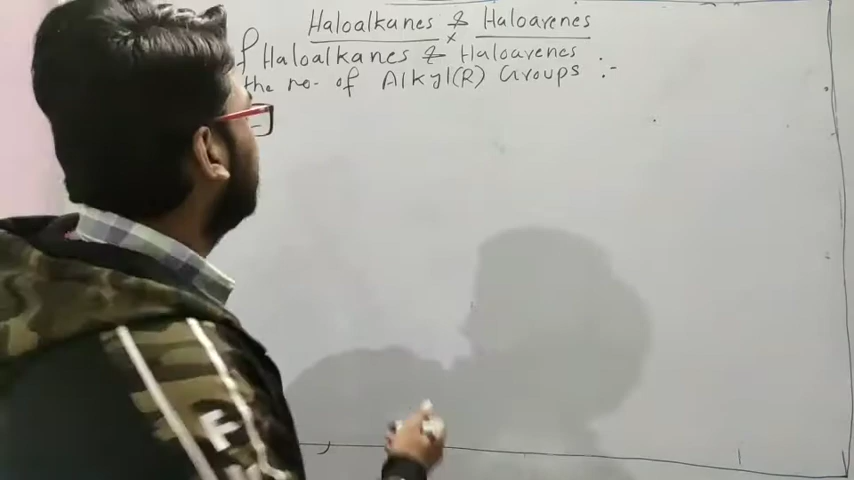 Haloalkanes & Haloarenes
f Haloalkanes & Haloarenes
the no. of Alkyl(R) Groups :-
F